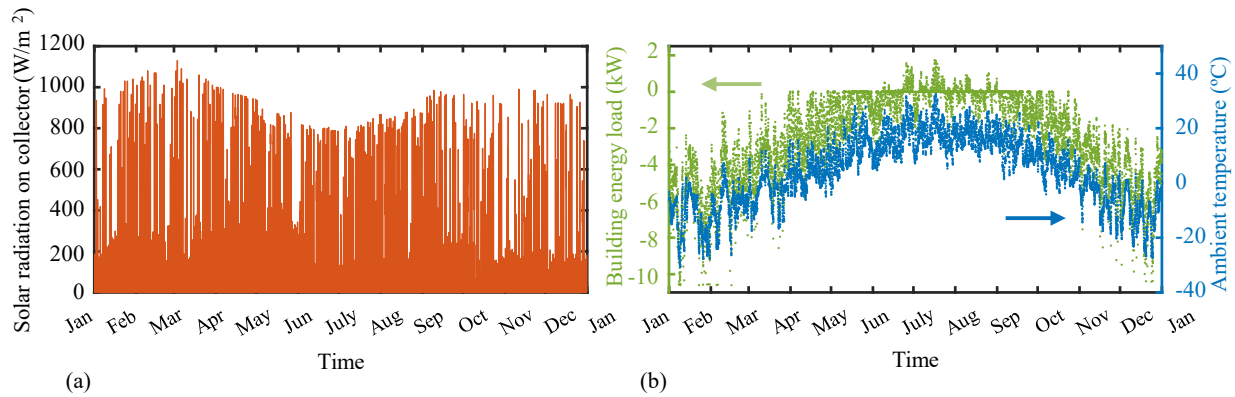 Solar radiation on collector (W/m 2)
1200
1000
800
600
400
200
0
Jan
Feb
Mar
Apr
May
Jun
July
Aug
Sep
Oct
Nov
Dec
Jan
Time
(a)
Building energy load (kW)
2
0
-2
-4
-6
-8
-10
Jan
Feb
Mar
Apr
May
Jun
July
Aug
Sep
Oct
Nov
Dec
Jan
Time
40
20
0
-20
-40
Ambient temperature (ºC)
(b)